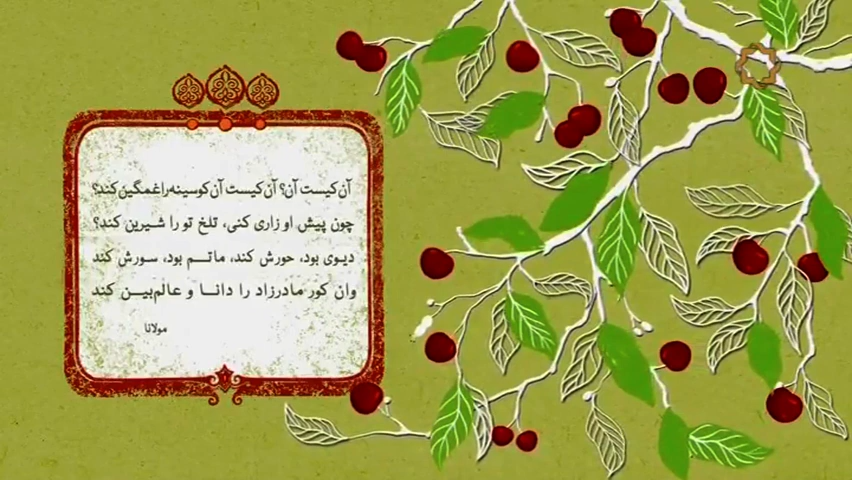 آن کیست آن؟ آن کیست آن کو سینه را غمگین کند؟
چون پیش او زاری کنی، تلخ تو را شیرین کند؟
دیوی بود، حورش کند، ماتم بود، سورش کند
وان کور مادرزاد را دانا و عالم‌بین کند
مولانا